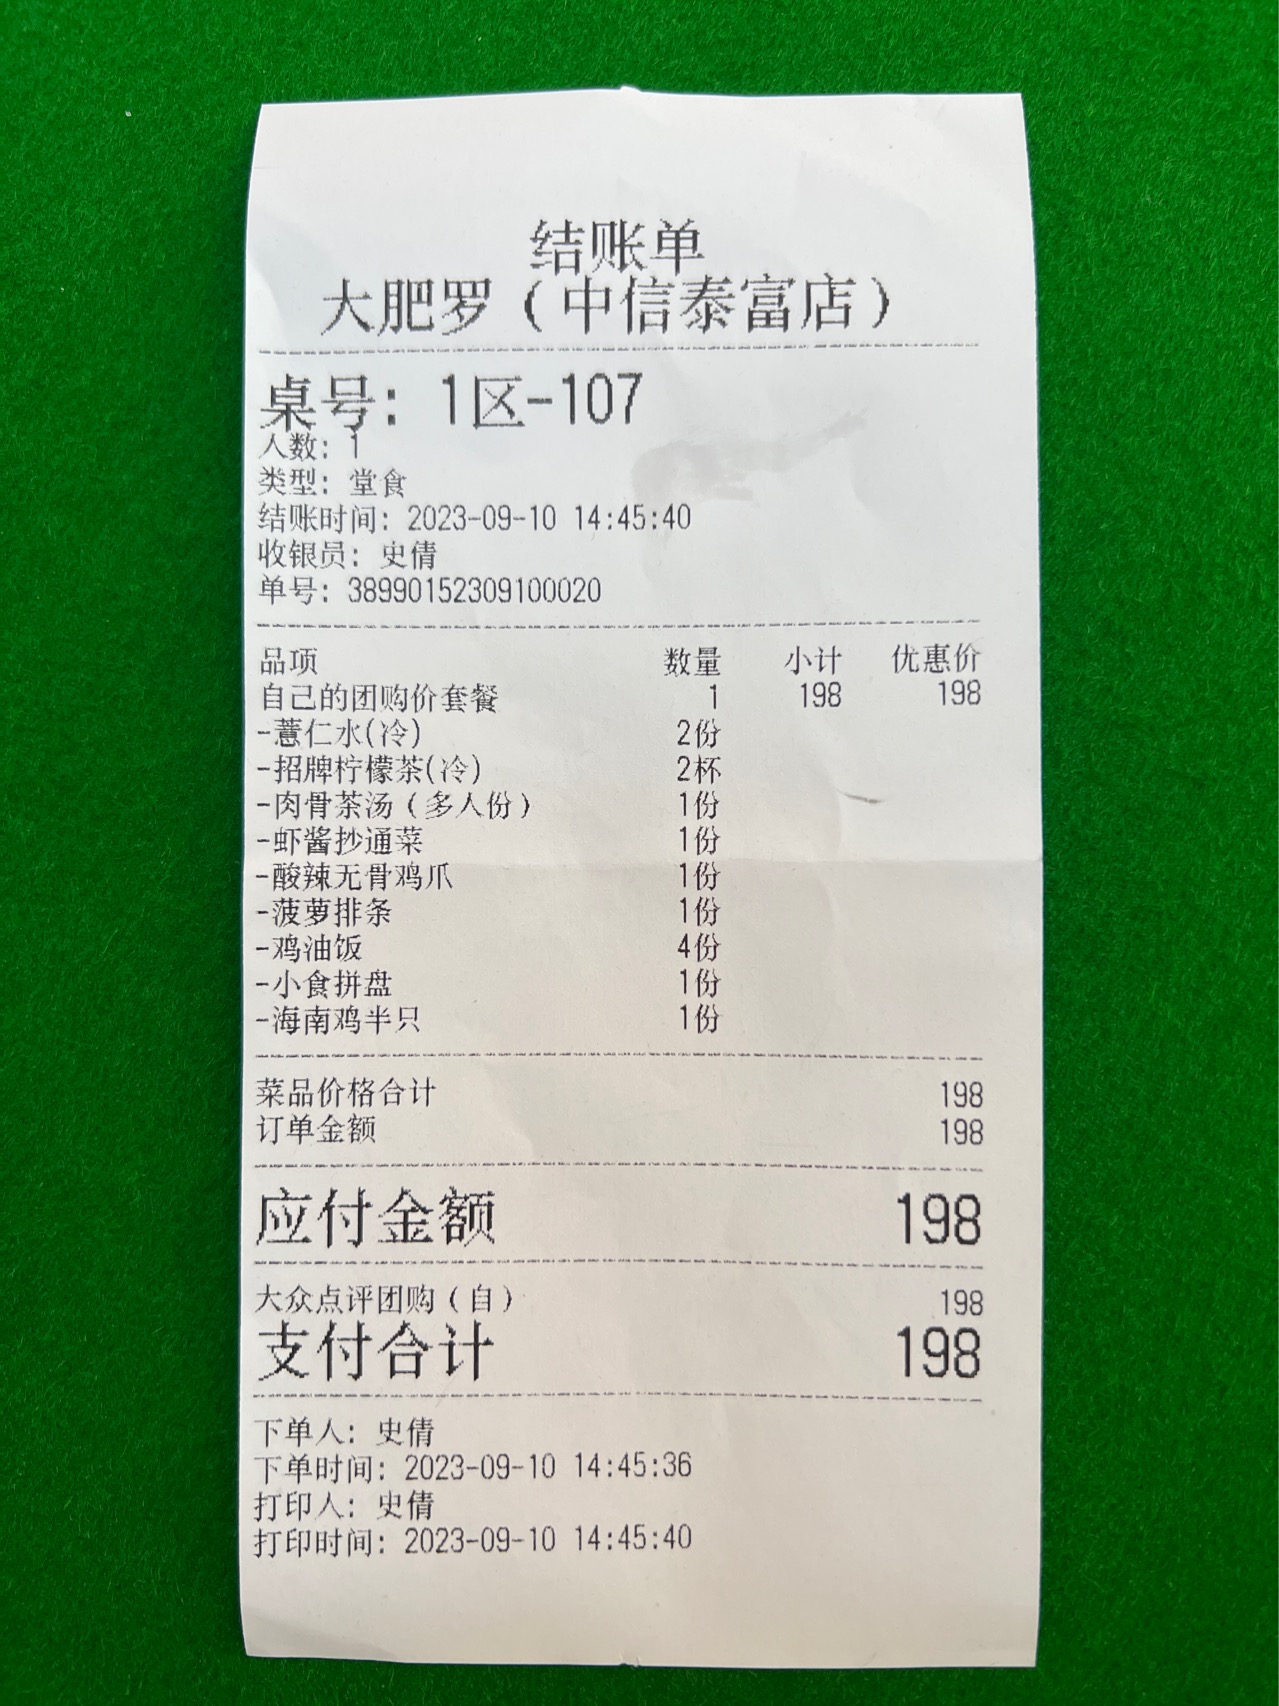 结账单
大肥罗（中信泰富店）
桌号: 1区-107
人数: 1
类型: 堂食
结账时间: 2023-09-10 14:45:40
收银员: 史倩
单号: 38990152309100020
品项 数量 小计 优惠价
自己的团购价套餐 1 198 198
-薏仁水(冷) 2份
-招牌柠檬茶(冷) 2杯
-肉骨茶汤（多人份） 1份
-虾酱抄通菜 1份
-酸辣无骨鸡爪 1份
-菠萝排条 1份
-鸡油饭 4份
-小食拼盘 1份
-海南鸡半只 1份
菜品价格合计 198
订单金额 198
应付金额 198
大众点评团购（自） 198
支付合计 198
下单人: 史倩
下单时间: 2023-09-10 14:45:36
打印人: 史倩
打印时间: 2023-09-10 14:45:40